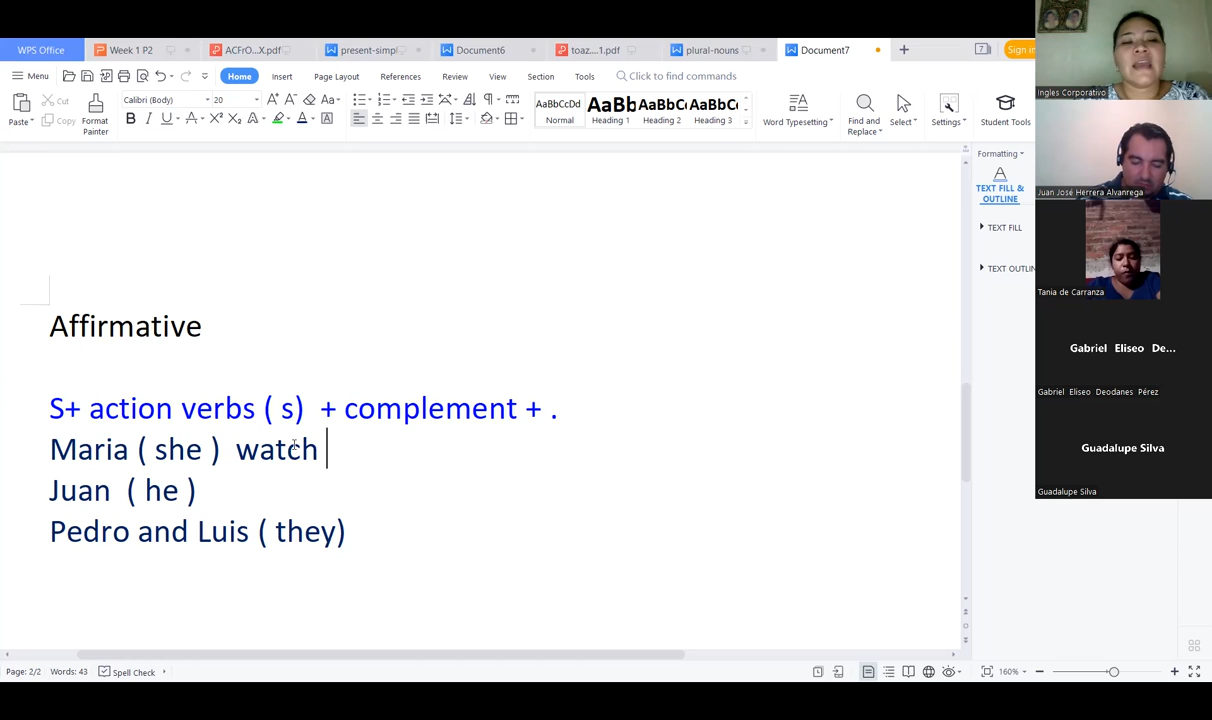 WPS Office
Week 1 P2
ACFrO...X.pdf
present-simpl
Document6
toaz....1.pdf
plural-nouns
Document7
Sign in
Menu
Home
Insert
Page Layout
References
Review
View
Section
Tools
Click to find commands
Paste
Cut
Copy
Format Painter
Calibri (Body)
20
AaBbCcDd
Normal
AaBb
Heading 1
AaBbC
Heading 2
AaBbC
Heading 3
Word Typesetting
Find and Replace
Select
Settings
Student Tools
Formatting
TEXT FILL & OUTLINE
TEXT FILL
TEXT OUTLIN
Affirmative
S+ action verbs ( s) + complement + .
Maria ( she ) watch
Juan ( he )
Pedro and Luis ( they)
Page: 2/2
Words: 43
Spell Check
160%
Ingles Corporativo
Juan José Herrera Alvanrega
Tania de Carranza
Gabriel Eliseo De...
Gabriel Eliseo Deodanes Pérez
Guadalupe Silva
Guadalupe Silva